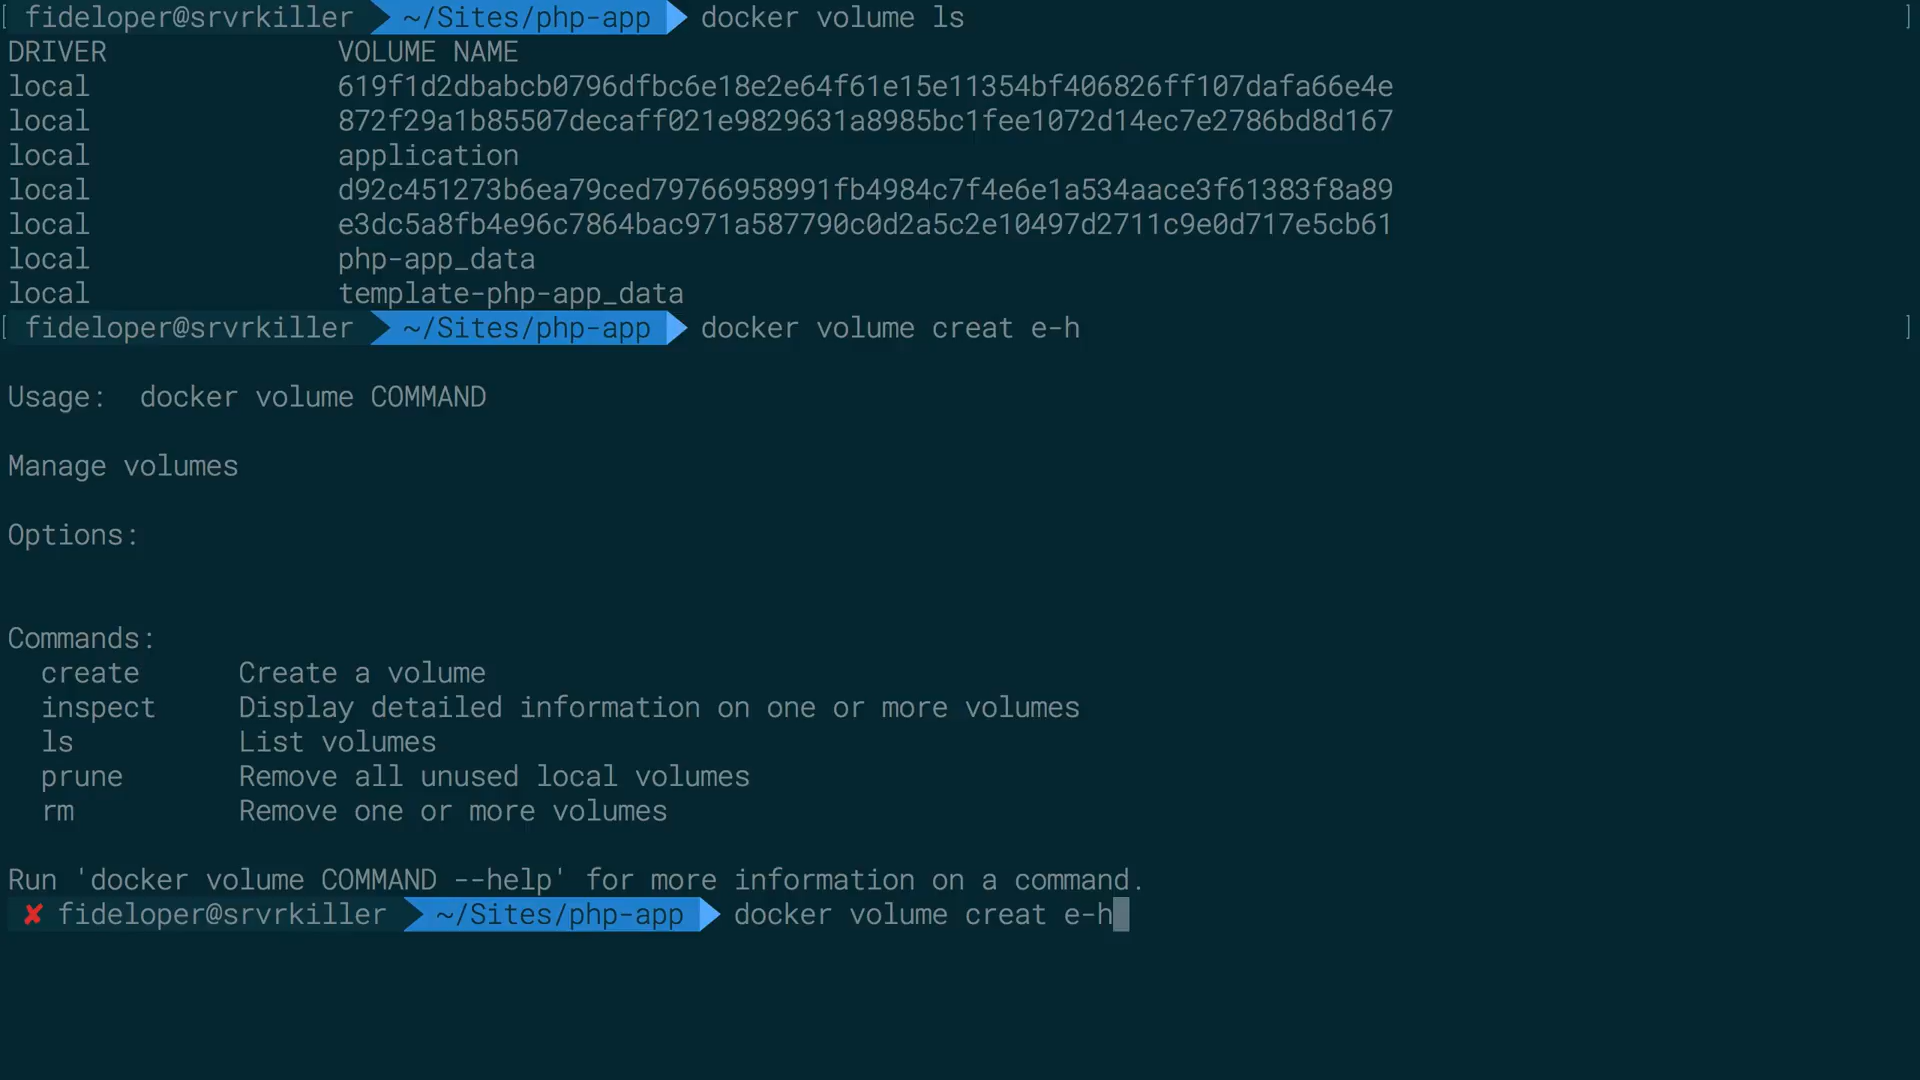 [ fideloper@srvrkiller ~/Sites/php-app docker volume ls ]
DRIVER VOLUME NAME
local 619f1d2dbabcb0796dfbc6e18e2e64f61e15e11354bf406826ff107dafa66e4e
local 872f29a1b85507decaff021e9829631a8985bc1fee1072d14ec7e2786bd8d167
local application
local d92c451273b6ea79ced79766958991fb4984c7f4e6e1a534aace3f61383f8a89
local e3dc5a8fb4e96c7864bac971a587790c0d2a5c2e10497d2711c9e0d717e5cb61
local php-app_data
local template-php-app_data
[ fideloper@srvrkiller ~/Sites/php-app docker volume creat e-h ]
Usage: docker volume COMMAND
Manage volumes
Options:
Commands:
create Create a volume
inspect Display detailed information on one or more volumes
ls List volumes
prune Remove all unused local volumes
rm Remove one or more volumes
Run 'docker volume COMMAND --help' for more information on a command.
✘ fideloper@srvrkiller ~/Sites/php-app docker volume creat e-h